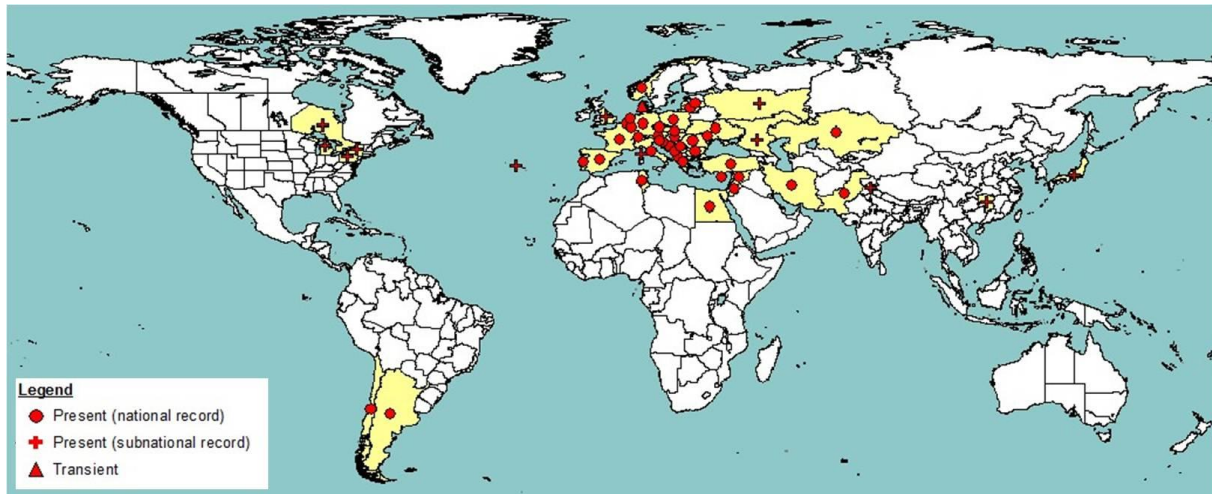 Legend
Present (national record)
Present (subnational record)
Transient